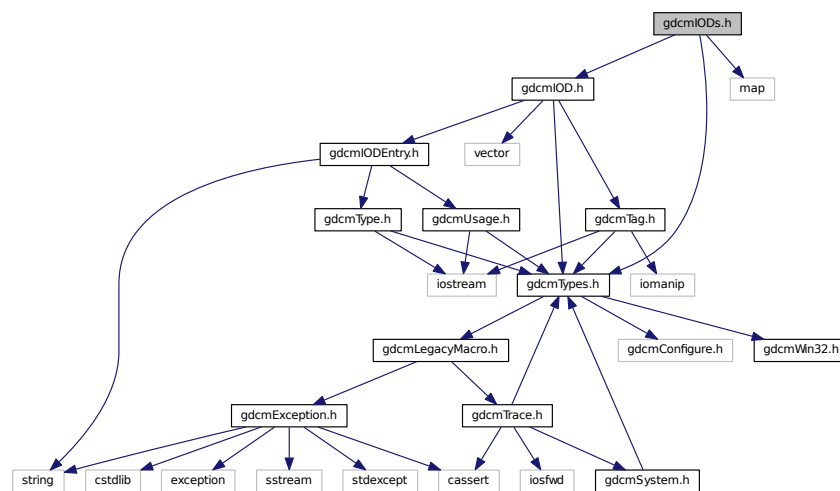 gdcmIODs.h
gdcmIOD.h
map
gdcmIODEntry.h
vector
gdcmType.h
gdcmUsage.h
gdcmTag.h
iostream
gdcmTypes.h
iomanip
gdcmLegacyMacro.h
gdcmConfigure.h
gdcmWin32.h
gdcmException.h
gdcmTrace.h
string
cstdlib
exception
sstream
stdexcept
cassert
iosfwd
gdcmSystem.h